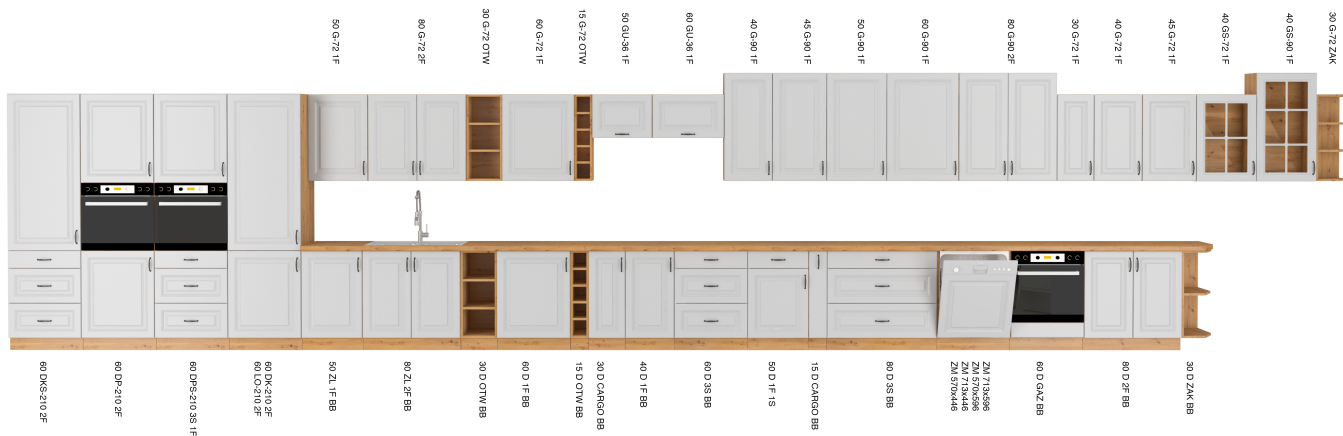 50 G-72 1F
80 G-72 2F
30 G-72 OTW
60 G-72 1F
15 G-72 OTW
50 GU-36 1F
60 GU-36 1F
40 G-90 1F
45 G-90 1F
50 G-90 1F
60 G-90 1F
80 G-90 2F
30 G-72 1F
40 G-72 1F
45 G-72 1F
40 GS-72 1F
40 GS-90 1F
30 G-72 ZAK
60 DKS-210 2F
60 DP-210 2F
60 DPS-210 3S 1F
60 DK-210 2F
60 LO-210 2F
50 ZL 1F BB
80 ZL 2F BB
30 D OTW BB
60 D 1F BB
15 D OTW BB
30 D CARGO BB
40 D 1F BB
60 D 3S BB
50 D 1F 1S
15 D CARGO BB
80 D 3S BB
ZM 713x596
ZM 570x596
ZM 713x446
ZM 570x446
60 D GAZ BB
80 D 2F BB
30 D ZAK BB